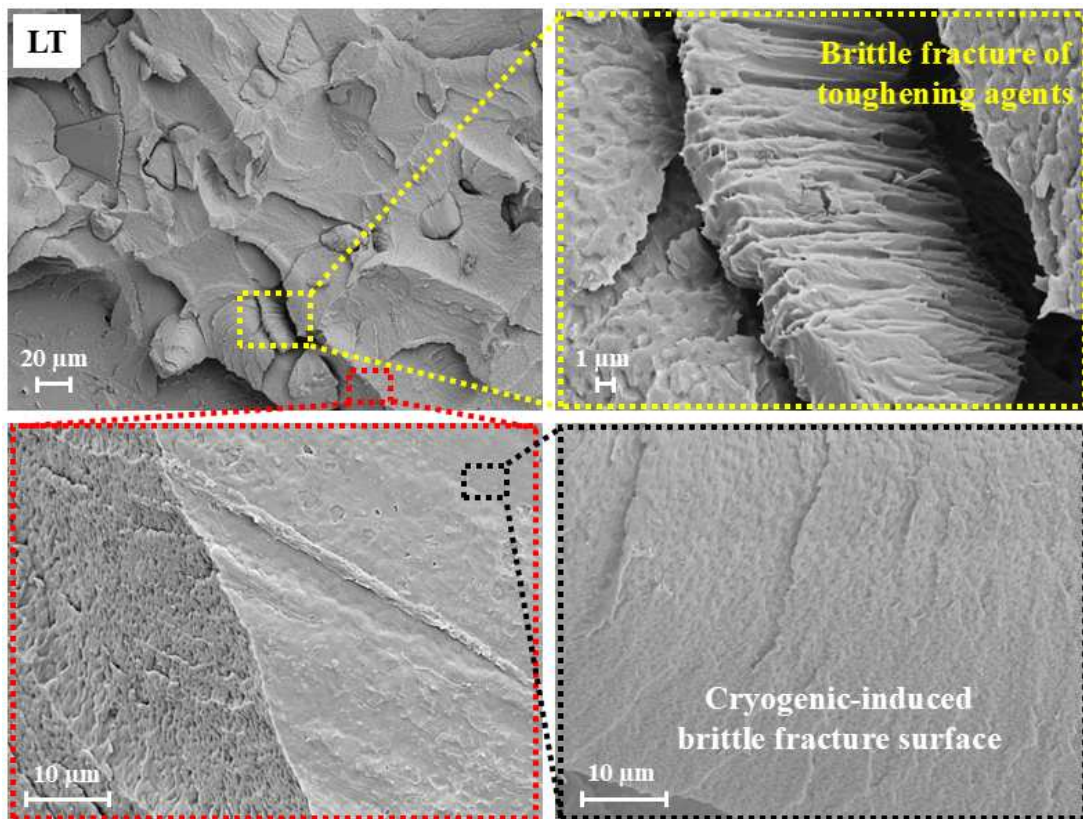 LT
20 μm
Brittle fracture of
toughening agents
1 μm
10 μm
Cryogenic-induced
brittle fracture surface
10 μm